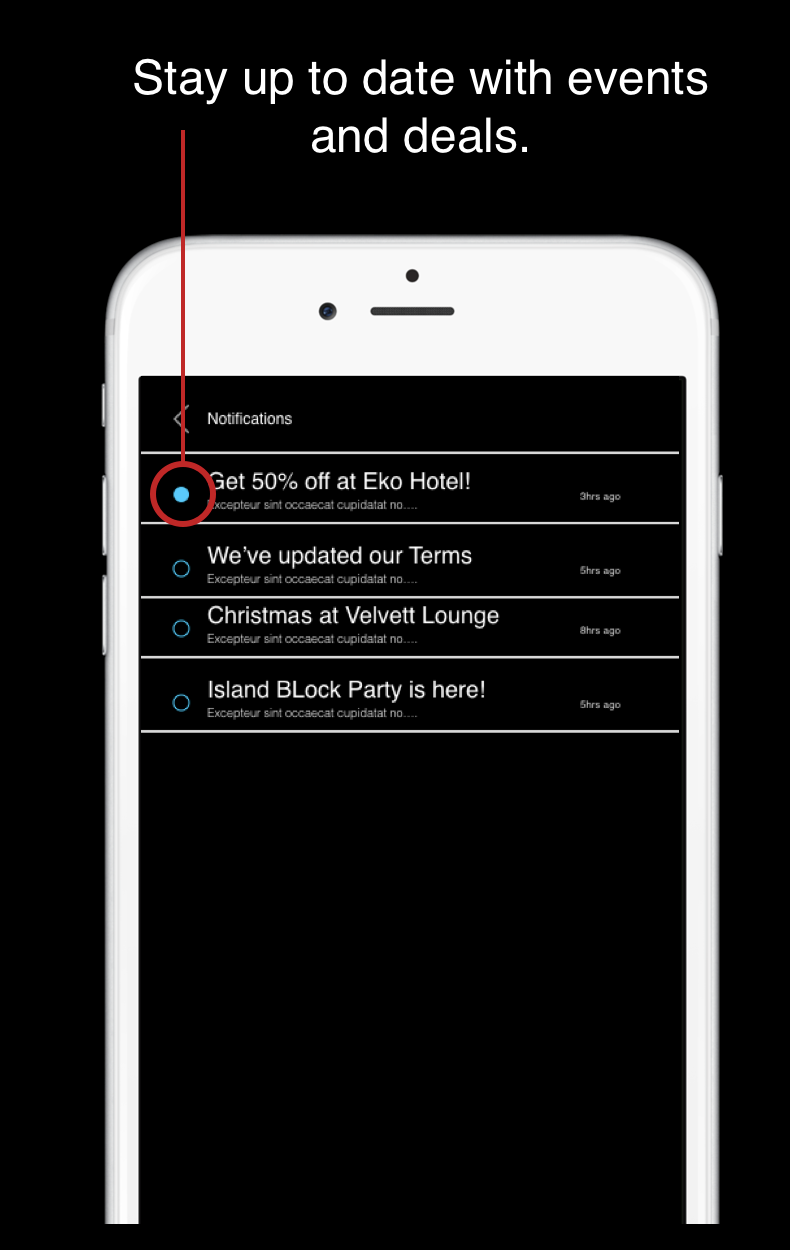 Stay up to date with events
and deals.
Notifications
Get 50% off at Eko Hotel!
Excepteur sint occaecat cupidatat no....
3hrs ago
We’ve updated our Terms
Excepteur sint occaecat cupidatat no....
5hrs ago
Christmas at Velvett Lounge
Excepteur sint occaecat cupidatat no....
8hrs ago
Island BLock Party is here!
Excepteur sint occaecat cupidatat no....
5hrs ago